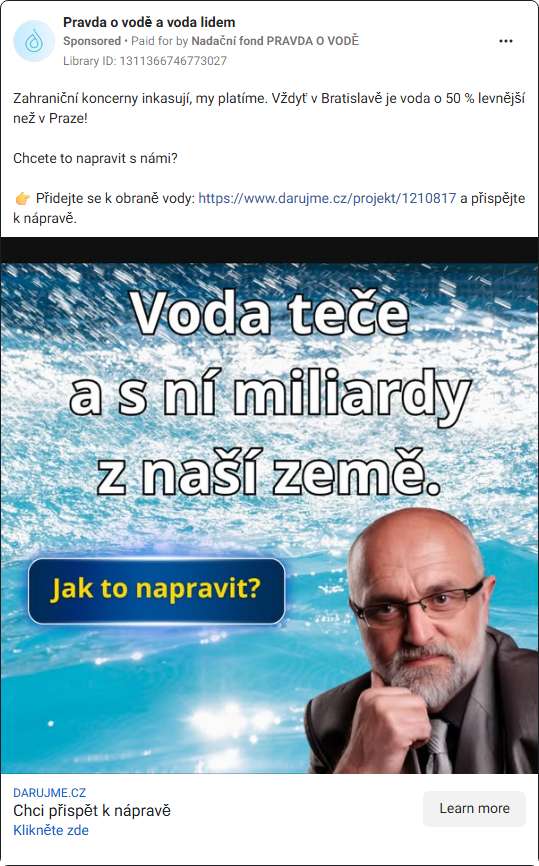 Pravda o vodě a voda lidem
Sponsored • Paid for by Nadační fond PRAVDA O VODĚ
Library ID: 1311366746773027
Zahraniční koncerny inkasují, my platíme. Vždyť v Bratislavě je voda o 50 % levnější
než v Praze!
Chcete to napravit s námi?
👉 Přidejte se k obraně vody: https://www.darujme.cz/projekt/1210817 a přispějte
k nápravě.
Voda teče
a s ní miliardy
z naší země.
Jak to napravit?
DARUJME.CZ
Chci přispět k nápravě
Klikněte zde
Learn more